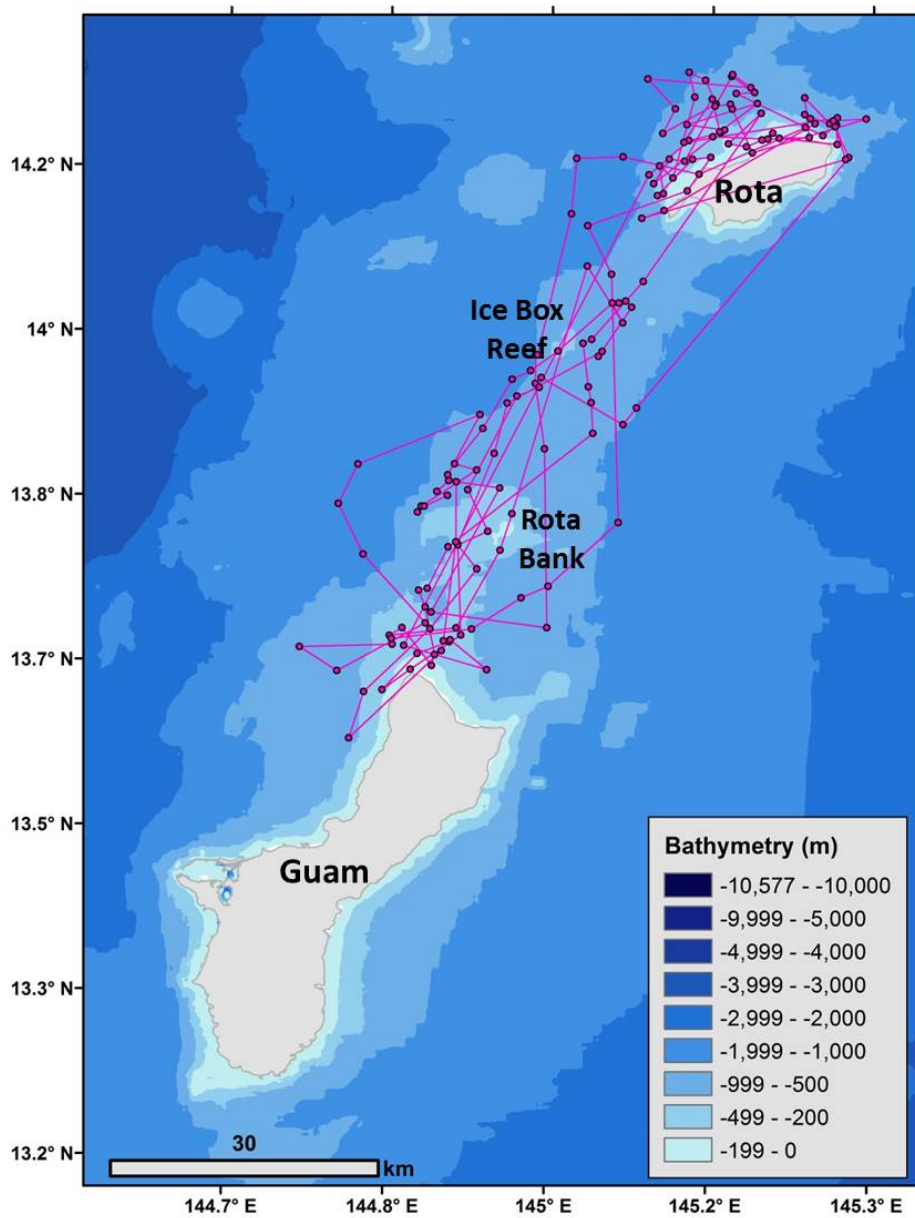 14.2° N
Rota
Ice Box
Reef
14° N
13.8° N
Rota
Bank
13.7° N
13.5° N
Guam
13.3° N
13.2° N
30
km
Bathymetry (m)
-10,577 - -10,000
-9,999 - -5,000
-4,999 - -4,000
-3,999 - -3,000
-2,999 - -2,000
-1,999 - -1,000
-999 - -500
-499 - -200
-199 - 0
144.7° E
144.8° E
145° E
145.2° E
145.3° E